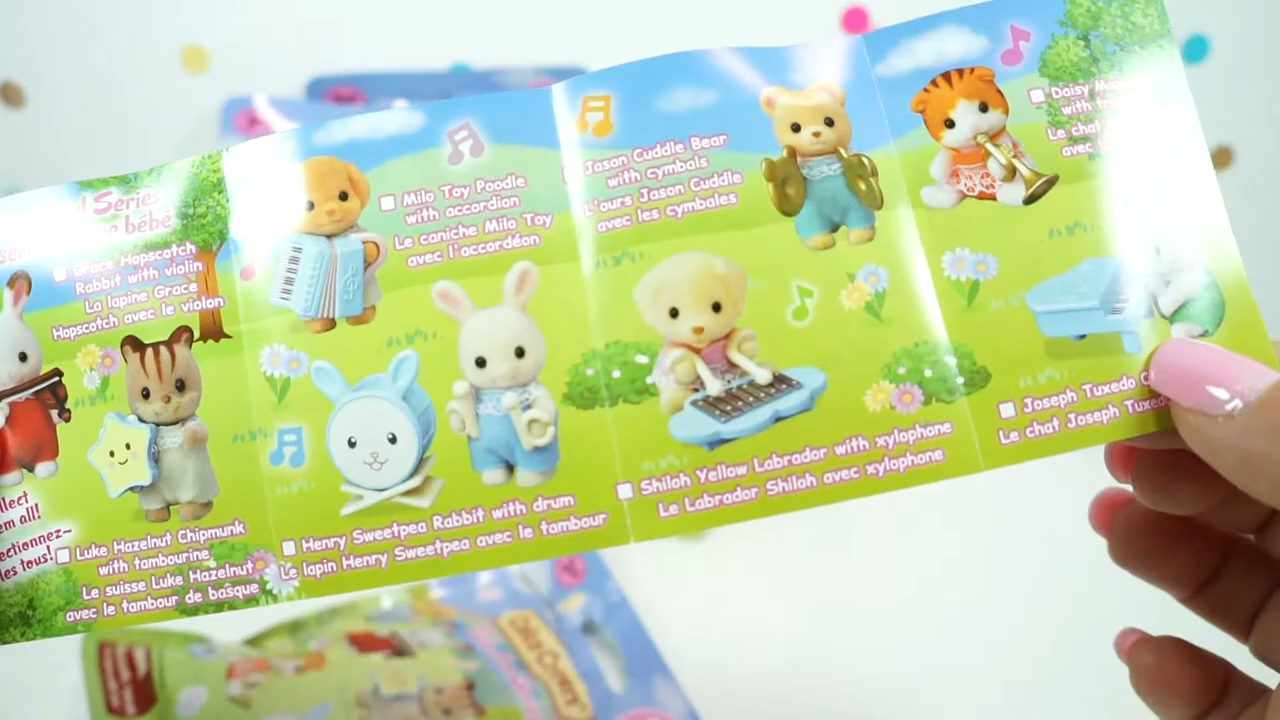 d Series
bébé
Grace Hopscotch
Rabbit with violin
La lapine Grace
Hopscotch avec le violon
llect
em all!
ectionnez-
les tous!
Luke Hazelnut Chipmunk
with tambourine
Le suisse Luke Hazelnut
avec le tambour de basque
Milo Toy Poodle
with accordion
Le caniche Milo Toy
avec l'accordéon
Henry Sweetpea Rabbit with drum
Le lapin Henry Sweetpea avec le tambour
Jason Cuddle Bear
with cymbals
L'ours Jason Cuddle
avec les cymbales
Shiloh Yellow Labrador with xylophone
Le Labrador Shiloh avec xylophone
Daisy
with
Le chat
avec
Joseph Tuxedo
Le chat Joseph Tuxedo
Calico Critters